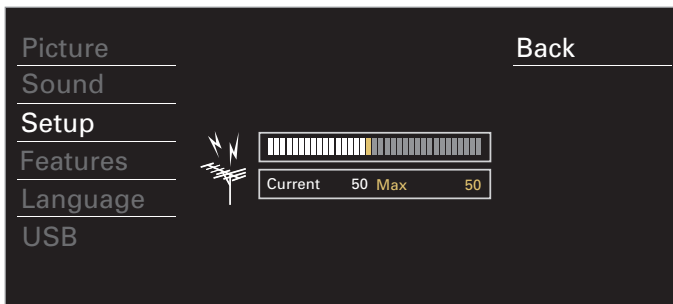 Picture
Sound
Setup
Features
Language
USB
Back
Current 50 Max 50